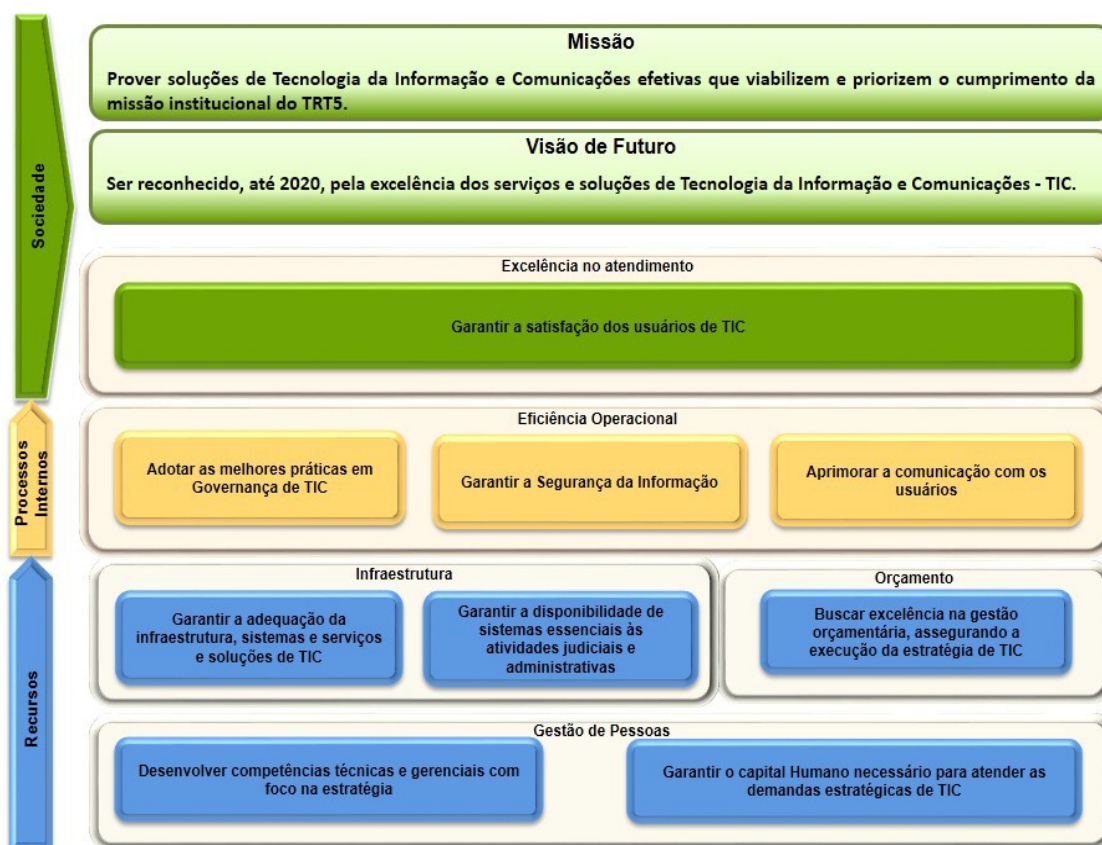 Sociedade
Missão
Prover soluções de Tecnologia da Informação e Comunicações efetivas que viabilizem e priorizem o cumprimento da
missão institucional do TRT5.
Visão de Futuro
Ser reconhecido, até 2020, pela excelência dos serviços e soluções de Tecnologia da Informação e Comunicações - TIC.
Excelência no atendimento
Garantir a satisfação dos usuários de TIC
Processos
Internos
Eficiência Operacional
Adotar as melhores práticas em
Governança de TIC
Garantir a Segurança da Informação
Aprimorar a comunicação com os
usuários
Recursos
Infraestrutura
Garantir a adequação da
infraestrutura, sistemas e serviços
e soluções de TIC
Garantir a disponibilidade de
sistemas essenciais às
atividades judiciais e
administrativas
Orçamento
Buscar excelência na gestão
orçamentária, assegurando a
execução da estratégia de TIC
Gestão de Pessoas
Desenvolver competências técnicas e gerenciais com
foco na estratégia
Garantir o capital Humano necessário para atender as
demandas estratégicas de TIC